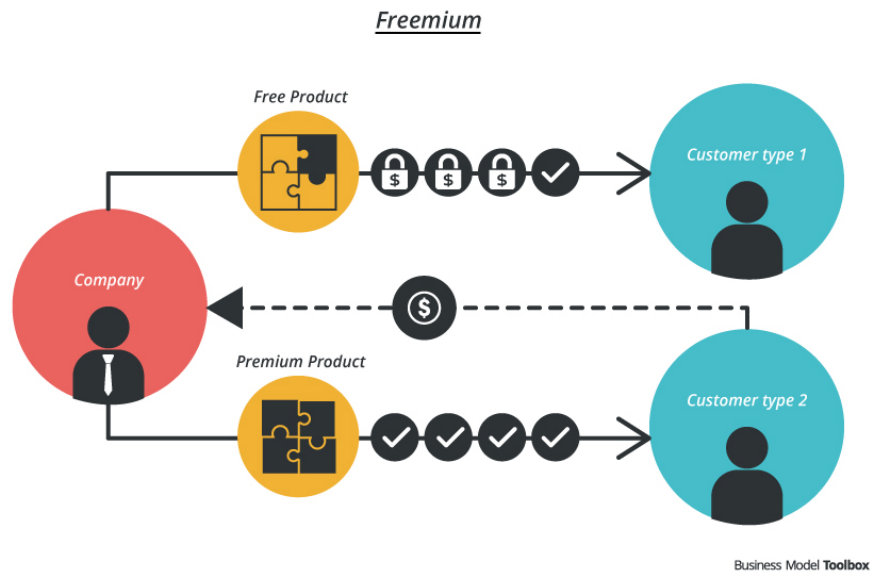 Freemium
Free Product
$ $ $
Customer type 1
Company
$
Premium Product
Customer type 2
Business Model Toolbox